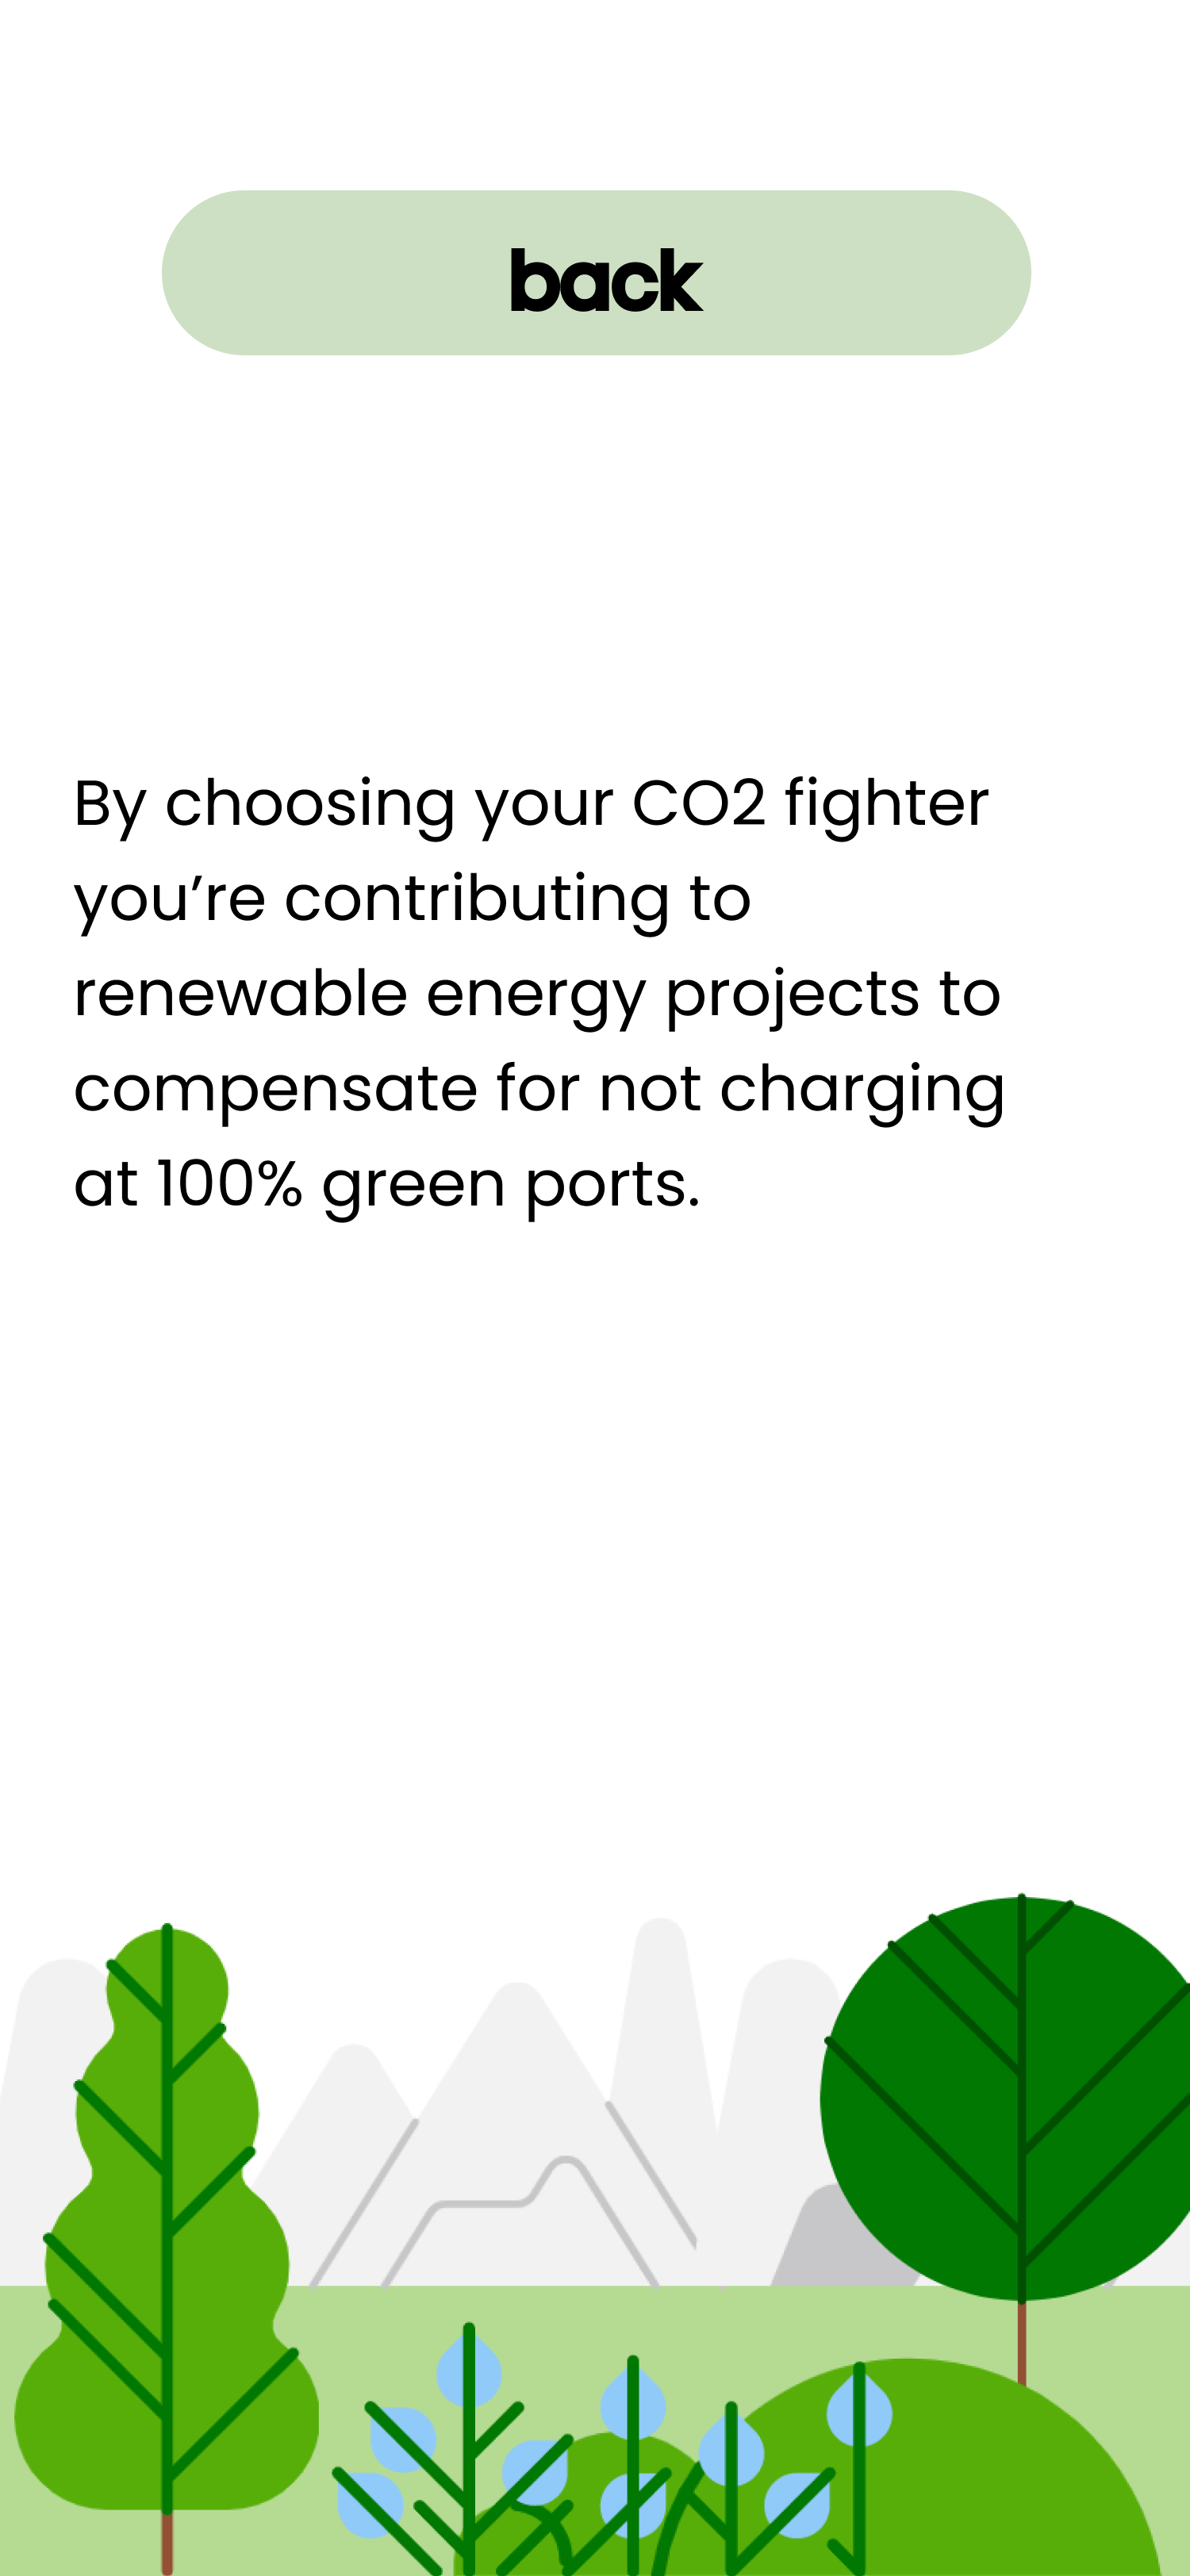 back
By choosing your CO2 fighter
you’re contributing to
renewable energy projects to
compensate for not charging
at 100% green ports.